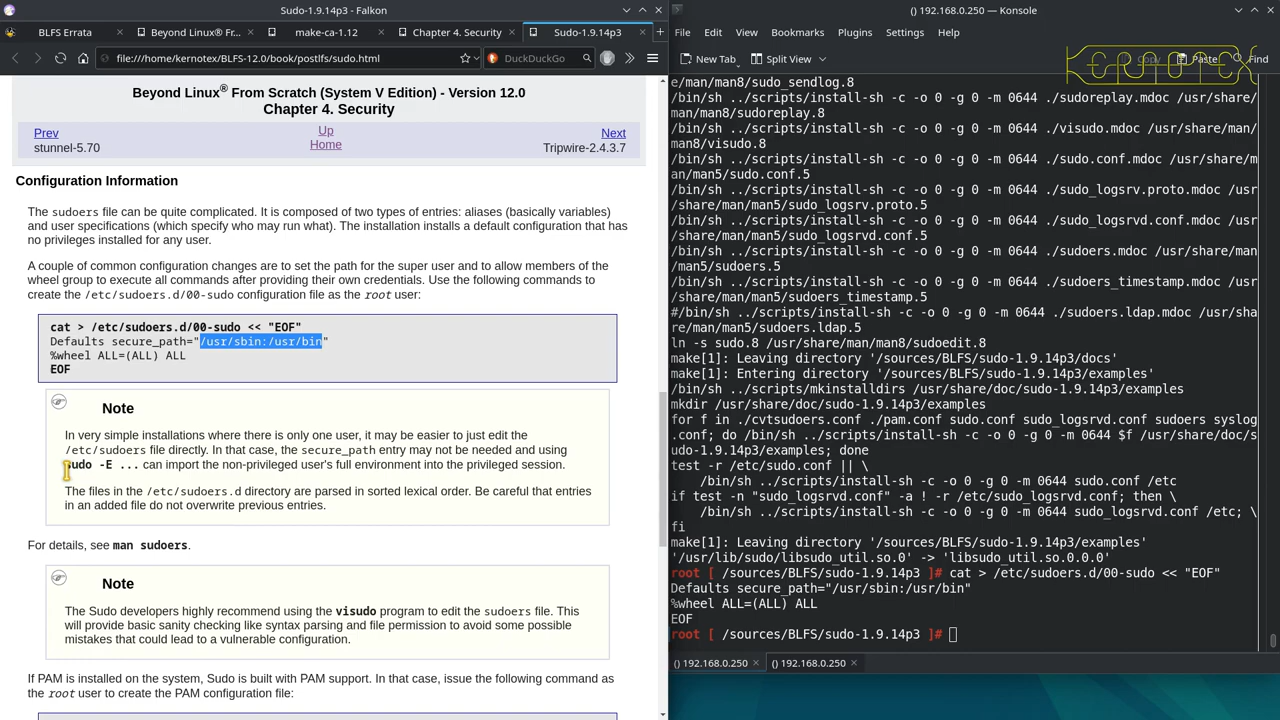 Sudo-1.9.14p3 — Falkon
BLFS Errata
Beyond Linux® Fr...
make-ca-1.12
Chapter 4. Security
Sudo-1.9.14p3
file:///home/kernotex/BLFS-12.0/book/postlfs/sudo.html
DuckDuckGo
Beyond Linux® From Scratch (System V Edition) - Version 12.0
Chapter 4. Security
Prev
Up
Next
stunnel-5.70
Home
Tripwire-2.4.3.7
Configuration Information
The sudoers file can be quite complicated. It is composed of two types of entries: aliases (basically variables)
and user specifications (which specify who may run what). The installation installs a default configuration that has
no privileges installed for any user.
A couple of common configuration changes are to set the path for the super user and to allow members of the
wheel group to execute all commands after providing their own credentials. Use the following commands to
create the /etc/sudoers.d/00-sudo configuration file as the root user:
cat > /etc/sudoers.d/00-sudo << "EOF"
Defaults secure_path="/usr/sbin:/usr/bin"
%wheel ALL=(ALL) ALL
EOF
Note
In very simple installations where there is only one user, it may be easier to just edit the
/etc/sudoers file directly. In that case, the secure_path entry may not be needed and using
sudo -E ... can import the non-privileged user's full environment into the privileged session.
The files in the /etc/sudoers.d directory are parsed in sorted lexical order. Be careful that entries
in an added file do not overwrite previous entries.
For details, see man sudoers.
Note
The Sudo developers highly recommend using the visudo program to edit the sudoers file. This
will provide basic sanity checking like syntax parsing and file permission to avoid some possible
mistakes that could lead to a vulnerable configuration.
If PAM is installed on the system, Sudo is built with PAM support. In that case, issue the following command as
the root user to create the PAM configuration file:
() 192.168.0.250 — Konsole
File Edit View Bookmarks Plugins Settings Help
New Tab
Split View
Copy
Paste
Find
KERNOTEX
e/man/man8/sudo_sendlog.8
/bin/sh ../scripts/install-sh -c -o 0 -g 0 -m 0644 ./sudoreplay.mdoc /usr/share/
man/man8/sudoreplay.8
/bin/sh ../scripts/install-sh -c -o 0 -g 0 -m 0644 ./visudo.mdoc /usr/share/man/
man8/visudo.8
/bin/sh ../scripts/install-sh -c -o 0 -g 0 -m 0644 ./sudo.conf.mdoc /usr/share/m
an/man5/sudo.conf.5
/bin/sh ../scripts/install-sh -c -o 0 -g 0 -m 0644 ./sudo_logsrv.proto.mdoc /usr
/share/man/man5/sudo_logsrv.proto.5
/bin/sh ../scripts/install-sh -c -o 0 -g 0 -m 0644 ./sudo_logsrvd.conf.mdoc /usr
/share/man/man5/sudo_logsrvd.conf.5
/bin/sh ../scripts/install-sh -c -o 0 -g 0 -m 0644 ./sudoers.mdoc /usr/share/man
/man5/sudoers.5
/bin/sh ../scripts/install-sh -c -o 0 -g 0 -m 0644 ./sudoers_timestamp.mdoc /usr
/share/man/man5/sudoers_timestamp.5
#/bin/sh ../scripts/install-sh -c -o 0 -g 0 -m 0644 ./sudoers.ldap.mdoc /usr/sha
re/man/man5/sudoers.ldap.5
ln -s sudo.8 /usr/share/man/man8/sudoedit.8
make[1]: Leaving directory '/sources/BLFS/sudo-1.9.14p3/docs'
make[1]: Entering directory '/sources/BLFS/sudo-1.9.14p3/examples'
/bin/sh ../scripts/mkinstalldirs /usr/share/doc/sudo-1.9.14p3/examples
mkdir /usr/share/doc/sudo-1.9.14p3/examples
for f in ./cvtsudoers.conf ./pam.conf sudo.conf sudo_logsrvd.conf sudoers syslog
.conf; do /bin/sh ../scripts/install-sh -c -o 0 -g 0 -m 0644 $f /usr/share/doc/s
udo-1.9.14p3/examples; done
test -r /etc/sudo.conf || \
/bin/sh ../scripts/install-sh -c -o 0 -g 0 -m 0644 sudo.conf /etc
if test -n "sudo_logsrvd.conf" -a ! -r /etc/sudo_logsrvd.conf; then \
/bin/sh ../scripts/install-sh -c -o 0 -g 0 -m 0644 sudo_logsrvd.conf /etc; \
fi
make[1]: Leaving directory '/sources/BLFS/sudo-1.9.14p3/examples'
'/usr/lib/sudo/libsudo_util.so.0' -> 'libsudo_util.so.0.0.0'
root [ /sources/BLFS/sudo-1.9.14p3 ]# cat > /etc/sudoers.d/00-sudo << "EOF"
Defaults secure_path="/usr/sbin:/usr/bin"
%wheel ALL=(ALL) ALL
EOF
root [ /sources/BLFS/sudo-1.9.14p3 ]#
() 192.168.0.250
() 192.168.0.250